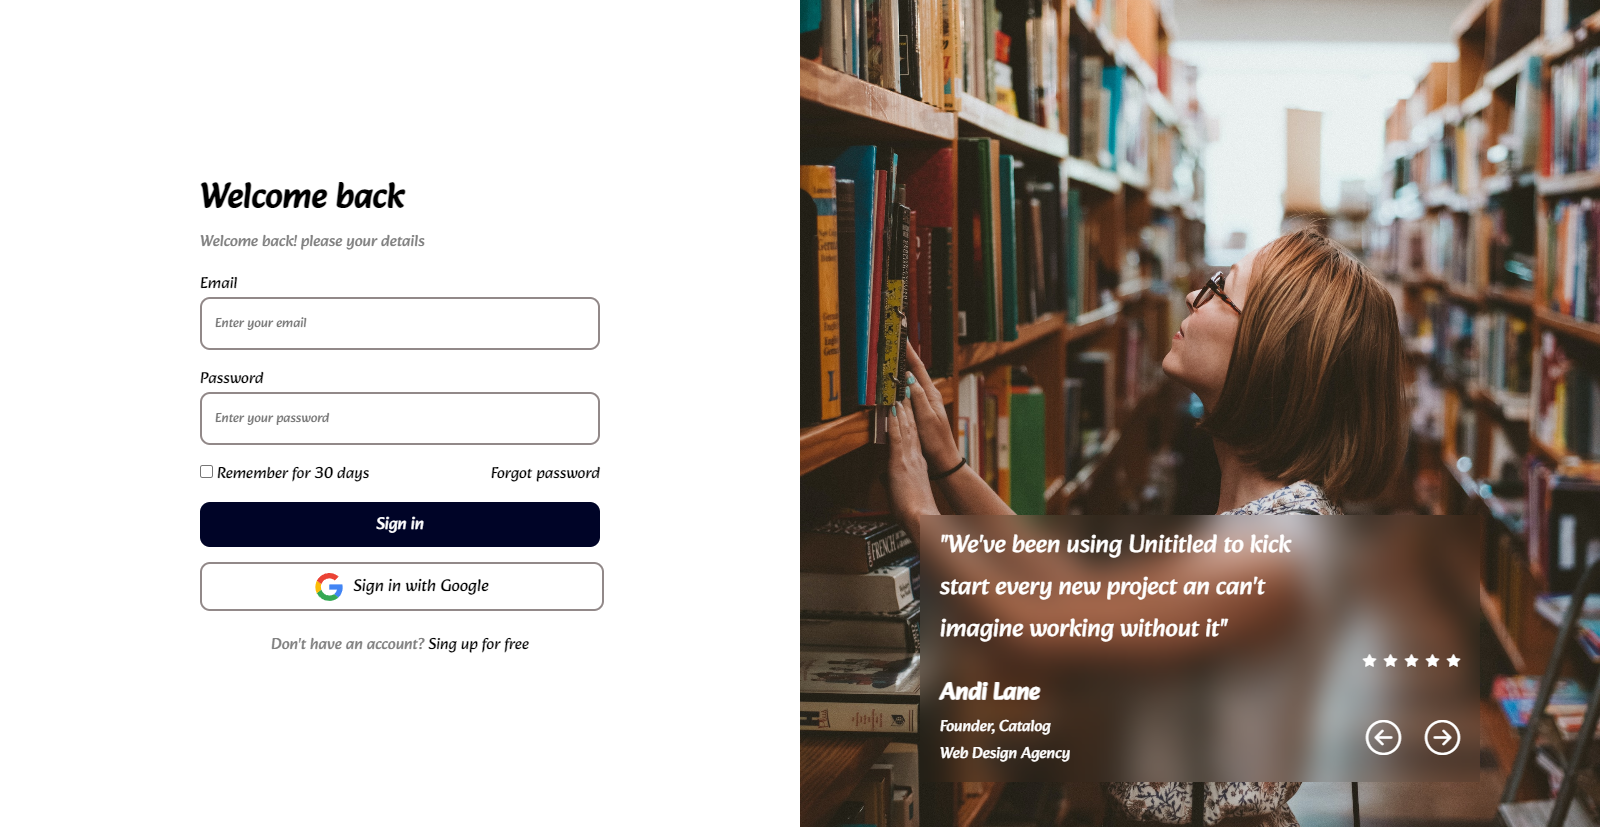 Welcome back
Welcome back! please your details
Email
Enter your email
Password
Enter your password
Remember for 30 days
Forgot password
Sign in
Sign in with Google
Don't have an account? Sing up for free
FRENCH
"We've been using Unititled to kick
start every new project an can't
imagine working without it"
Andi Lane
Founder, Catalog
Web Design Agency